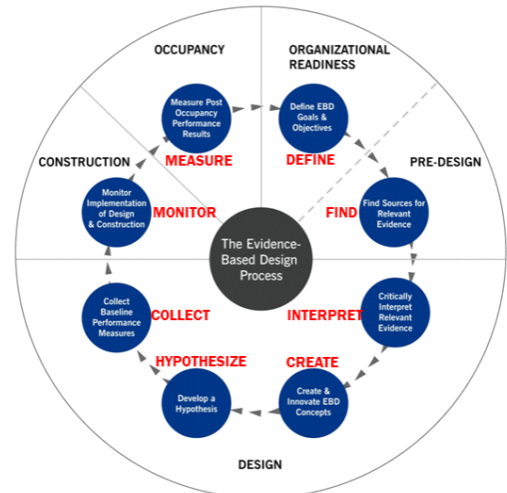 OCCUPANCY
ORGANIZATIONAL
READINESS
Measure Post
Occupancy
Performance
Results
Define EBD
Goals &
Objectives
MEASURE
DEFINE
CONSTRUCTION
PRE-DESIGN
Monitor
Implementation
of Design
& Construction
MONITOR
FIND
Find Sources for
Relevant
Evidence
The Evidence-
Based Design
Process
Collect
Baseline
Performance
Measures
COLLECT
INTERPRET
Critically
Interpret
Relevant
Evidence
HYPOTHESIZE
CREATE
Develop a
Hypothesis
Create &
Innovate EBD
Concepts
DESIGN